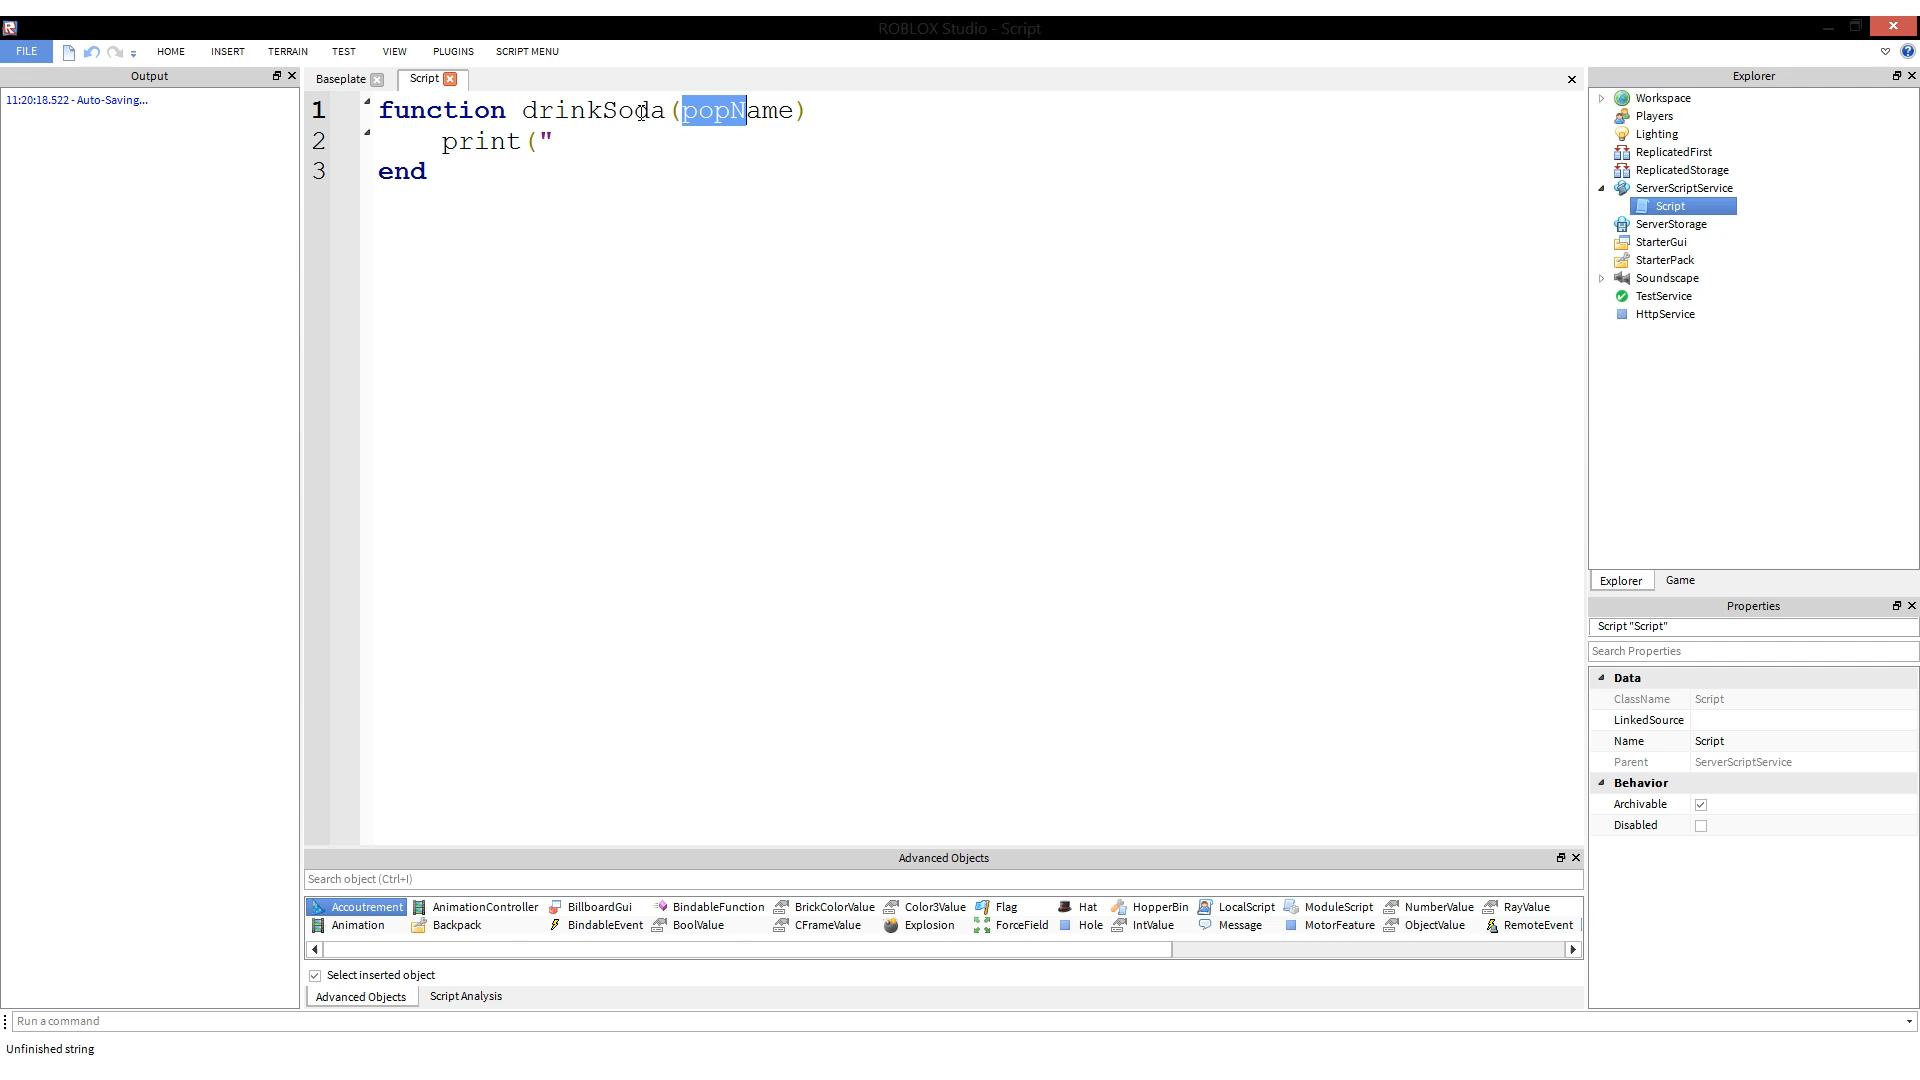 ROBLOX Studio - Script
FILE HOME INSERT TERRAIN TEST VIEW PLUGINS SCRIPT MENU
Output
11:20:18.522 - Auto-Saving...
Baseplate Script
1 function drinkSoda(popName)
2 print("
3 end
Explorer
Workspace
Players
Lighting
ReplicatedFirst
ReplicatedStorage
ServerScriptService
Script
ServerStorage
StarterGui
StarterPack
Soundscape
TestService
HttpService
Explorer Game
Properties
Script "Script"
Search Properties
Data
ClassName Script
LinkedSource
Name Script
Parent ServerScriptService
Behavior
Archivable
Disabled
Advanced Objects
Search object (Ctrl+I)
Accoutrement AnimationController BillboardGui BindableFunction BrickColorValue Color3Value Flag Hat HopperBin LocalScript ModuleScript NumberValue RayValue
Animation Backpack BindableEvent BoolValue CFrameValue Explosion ForceField Hole IntValue Message MotorFeature ObjectValue RemoteEvent
Select inserted object
Advanced Objects Script Analysis
Run a command
Unfinished string